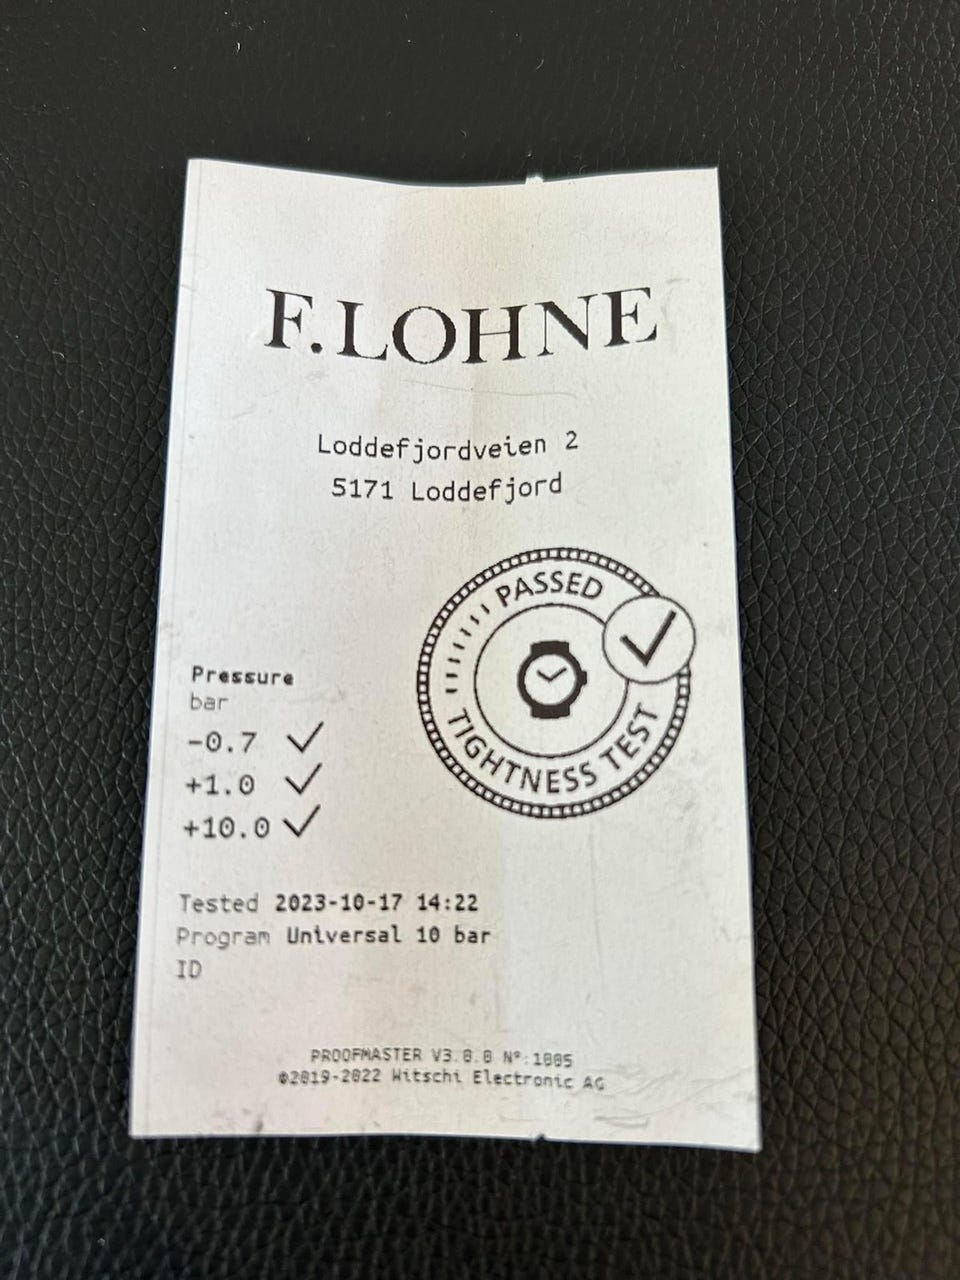 F.LOHNE
Loddefjordveien 2
5171 Loddefjord
PASSED
TIGHTNESS TEST
Pressure
bar
-0.7 ✓
+1.0 ✓
+10.0 ✓
Tested 2023-10-17 14:22
Program Universal 10 bar
ID
PROOFMASTER V3.0.0 Nº:1005
©2019-2022 Witschi Electronic AG